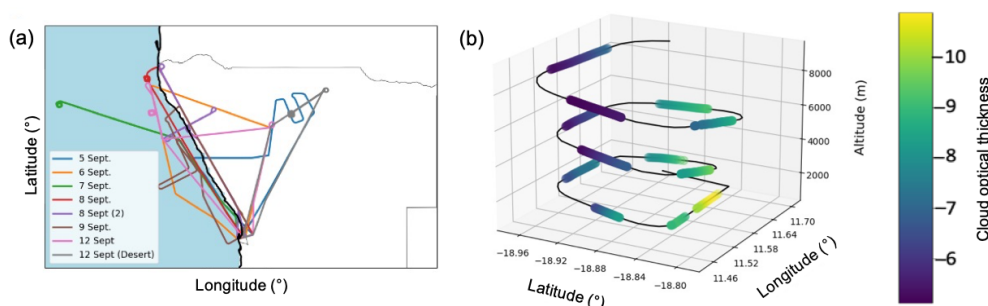 (a)
Latitude (°)
5 Sept.
6 Sept.
7 Sept.
8 Sept.
8 Sept (2)
9 Sept.
12 Sept
12 Sept (Desert)
Longitude (°)
(b)
8000
6000
4000
2000
Altitude (m)
−18.96
−18.92
−18.88
−18.84
−18.80
Latitude (°)
11.70
11.64
11.58
11.52
11.46
Longitude (°)
10
9
8
7
6
Cloud optical thickness